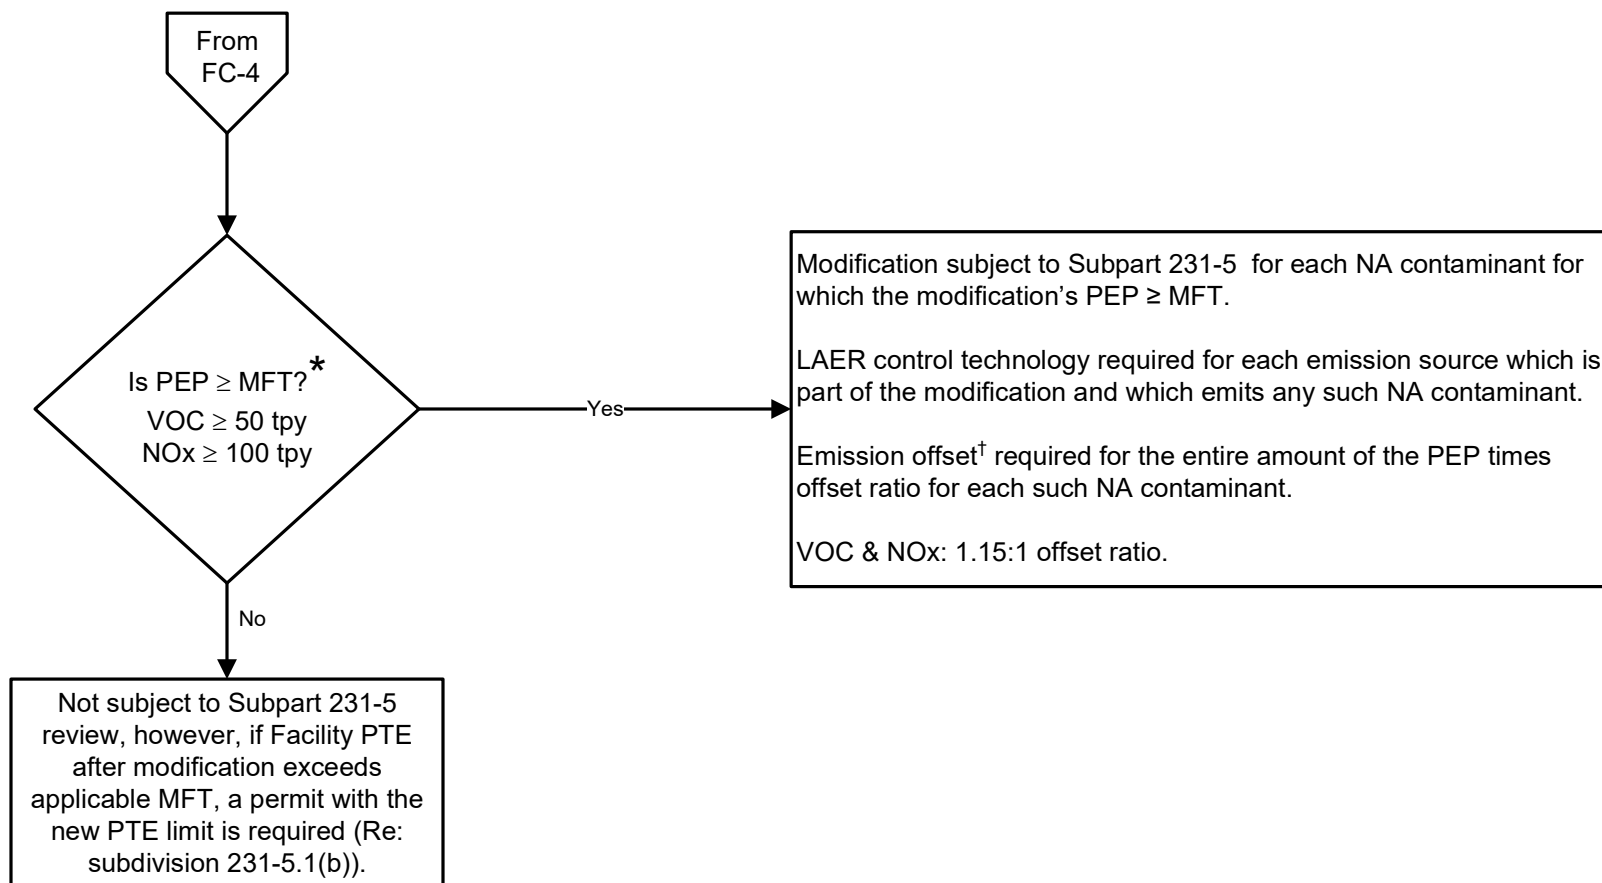 From
FC-4
Is PEP ≥ MFT?*
VOC ≥ 50 tpy
NOx ≥ 100 tpy
Yes
Modification subject to Subpart 231-5 for each NA contaminant for
which the modification's PEP ≥ MFT.
LAER control technology required for each emission source which is
part of the modification and which emits any such NA contaminant.
Emission offset† required for the entire amount of the PEP times
offset ratio for each such NA contaminant.
VOC & NOx: 1.15:1 offset ratio.
No
Not subject to Subpart 231-5
review, however, if Facility PTE
after modification exceeds
applicable MFT, a permit with the
new PTE limit is required (Re:
subdivision 231-5.1(b)).